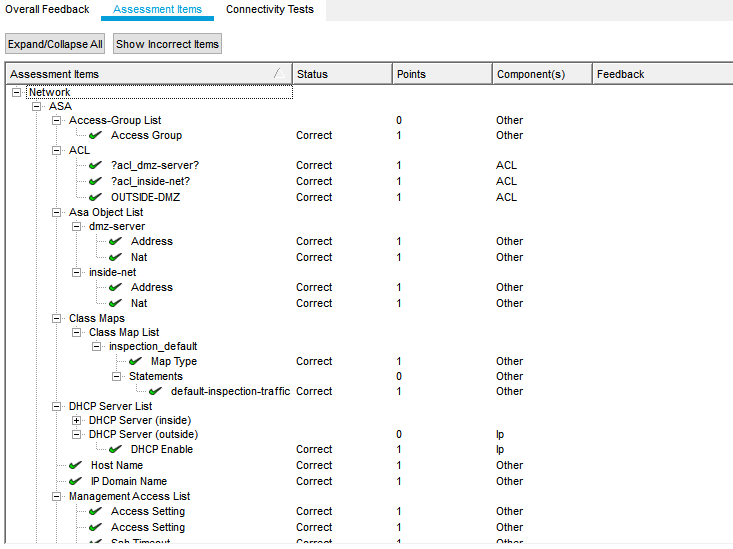 Overall Feedback Assessment Items Connectivity Tests
Expand/Collapse All Show Incorrect Items
Assessment Items Status Points Component(s) Feedback
Network
ASA
Access-Group List 0 Other
Access Group Correct 1 Other
ACL
?acl_dmz-server? Correct 1 ACL
?acl_inside-net? Correct 1 ACL
OUTSIDE-DMZ Correct 1 ACL
Asa Object List
dmz-server
Address Correct 1 Other
Nat Correct 1 Other
inside-net
Address Correct 1 Other
Nat Correct 1 Other
Class Maps
Class Map List
inspection_default
Map Type Correct 1 Other
Statements 0 Other
default-inspection-traffic Correct 1 Other
DHCP Server List
DHCP Server (inside)
DHCP Server (outside) 0 Ip
DHCP Enable Correct 1 Ip
Host Name Correct 1 Other
IP Domain Name Correct 1 Other
Management Access List
Access Setting Correct 1 Other
Access Setting Correct 1 Other
Ssh Timeout Correct 1 Other